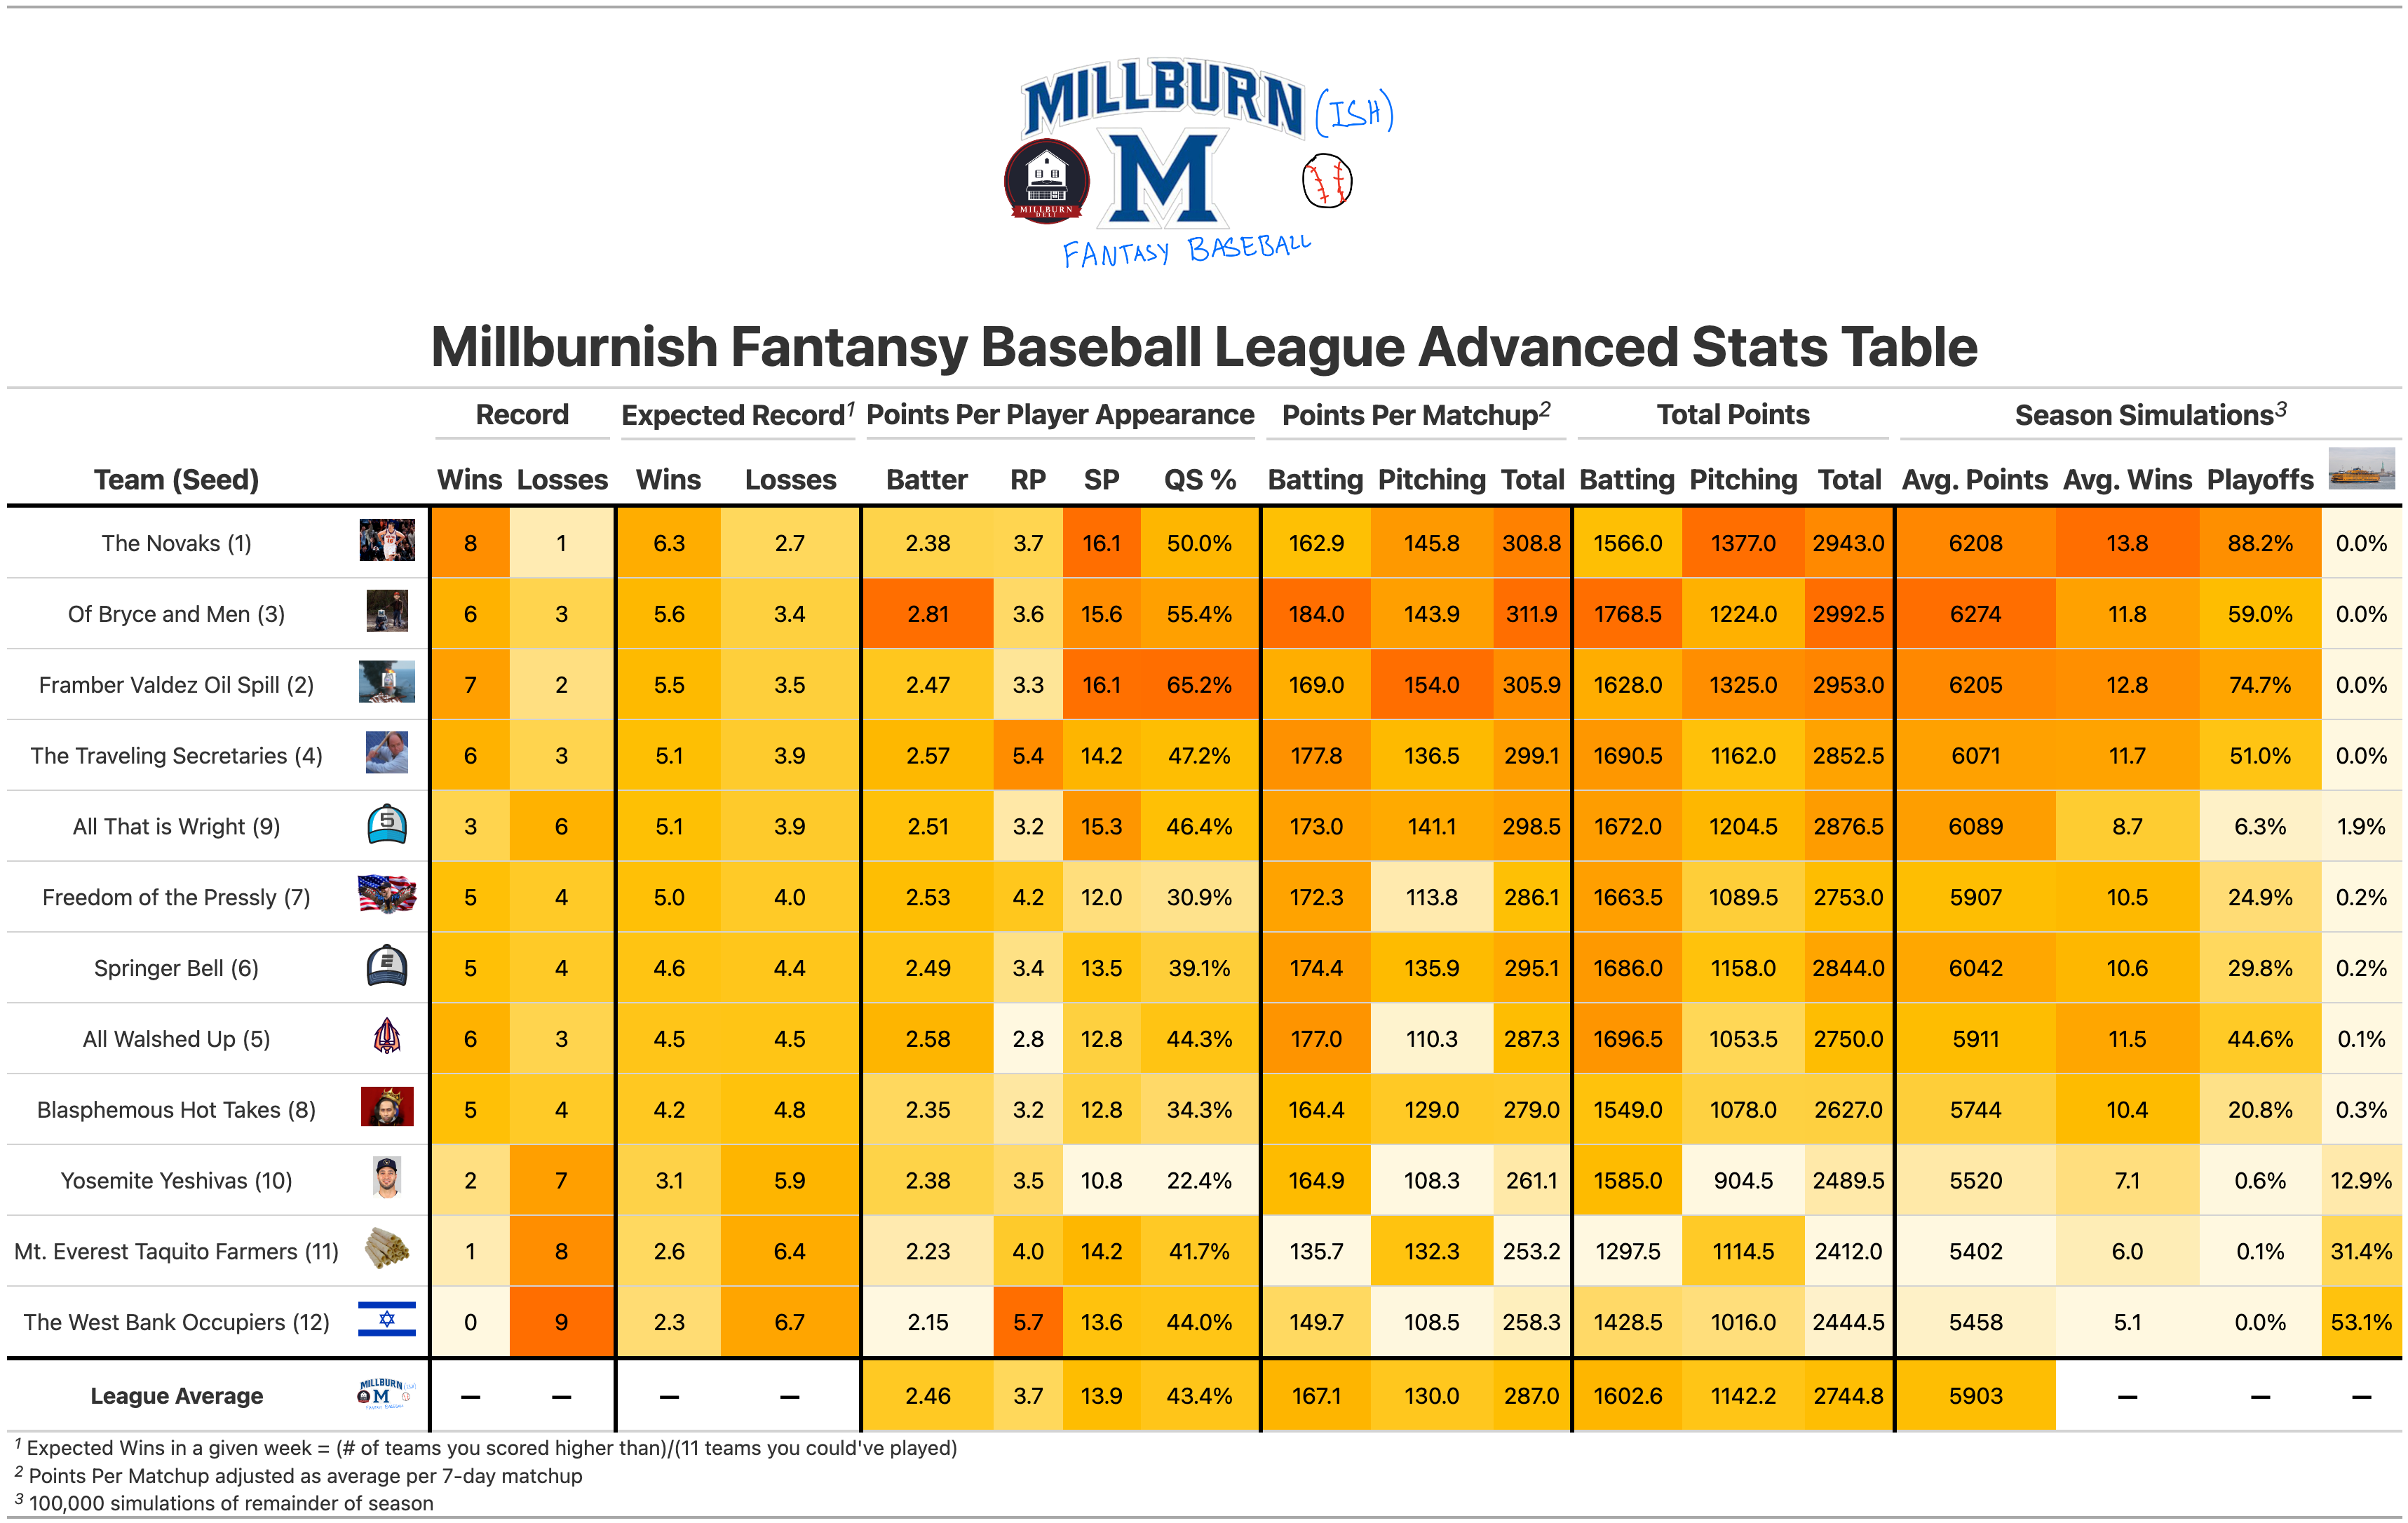 MILLBURN (ISH)
M
MILLBURN
DELI
FANTASY BASEBALL
Millburnish Fantansy Baseball League Advanced Stats Table
Record Expected Record1 Points Per Player Appearance Points Per Matchup2 Total Points Season Simulations3
Team (Seed) Wins Losses Wins Losses Batter RP SP QS % Batting Pitching Total Batting Pitching Total Avg. Points Avg. Wins Playoffs
The Novaks (1) 8 1 6.3 2.7 2.38 3.7 16.1 50.0% 162.9 145.8 308.8 1566.0 1377.0 2943.0 6208 13.8 88.2% 0.0%
Of Bryce and Men (3) 6 3 5.6 3.4 2.81 3.6 15.6 55.4% 184.0 143.9 311.9 1768.5 1224.0 2992.5 6274 11.8 59.0% 0.0%
Framber Valdez Oil Spill (2) 7 2 5.5 3.5 2.47 3.3 16.1 65.2% 169.0 154.0 305.9 1628.0 1325.0 2953.0 6205 12.8 74.7% 0.0%
The Traveling Secretaries (4) 6 3 5.1 3.9 2.57 5.4 14.2 47.2% 177.8 136.5 299.1 1690.5 1162.0 2852.5 6071 11.7 51.0% 0.0%
All That is Wright (9) 5 3 6 5.1 3.9 2.51 3.2 15.3 46.4% 173.0 141.1 298.5 1672.0 1204.5 2876.5 6089 8.7 6.3% 1.9%
Freedom of the Pressly (7) 5 4 5.0 4.0 2.53 4.2 12.0 30.9% 172.3 113.8 286.1 1663.5 1089.5 2753.0 5907 10.5 24.9% 0.2%
Springer Bell (6) 2 5 4 4.6 4.4 2.49 3.4 13.5 39.1% 174.4 135.9 295.1 1686.0 1158.0 2844.0 6042 10.6 29.8% 0.2%
All Walshed Up (5) 6 3 4.5 4.5 2.58 2.8 12.8 44.3% 177.0 110.3 287.3 1696.5 1053.5 2750.0 5911 11.5 44.6% 0.1%
Blasphemous Hot Takes (8) 5 4 4.2 4.8 2.35 3.2 12.8 34.3% 164.4 129.0 279.0 1549.0 1078.0 2627.0 5744 10.4 20.8% 0.3%
Yosemite Yeshivas (10) 2 7 3.1 5.9 2.38 3.5 10.8 22.4% 164.9 108.3 261.1 1585.0 904.5 2489.5 5520 7.1 0.6% 12.9%
Mt. Everest Taquito Farmers (11) 1 8 2.6 6.4 2.23 4.0 14.2 41.7% 135.7 132.3 253.2 1297.5 1114.5 2412.0 5402 6.0 0.1% 31.4%
The West Bank Occupiers (12) 0 9 2.3 6.7 2.15 5.7 13.6 44.0% 149.7 108.5 258.3 1428.5 1016.0 2444.5 5458 5.1 0.0% 53.1%
League Average MILLBURN M — — — — 2.46 3.7 13.9 43.4% 167.1 130.0 287.0 1602.6 1142.2 2744.8 5903 — — —
1 Expected Wins in a given week = (# of teams you scored higher than)/(11 teams you could've played)
2 Points Per Matchup adjusted as average per 7-day matchup
3 100,000 simulations of remainder of season